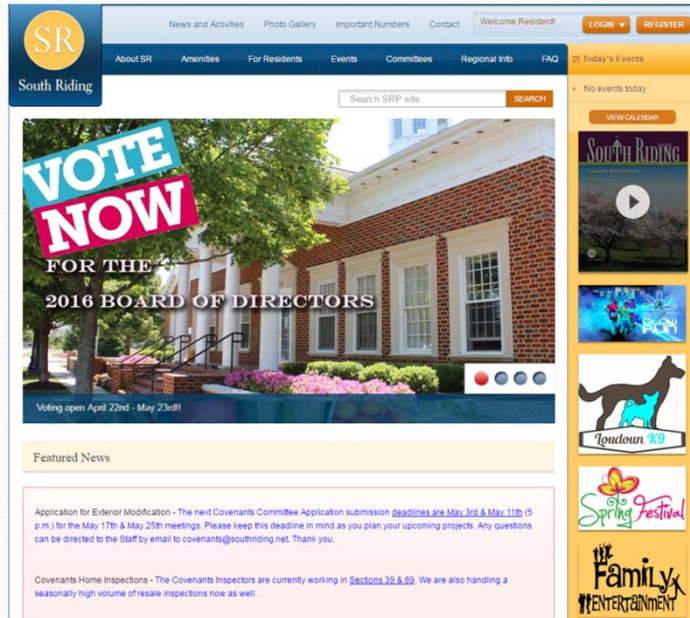 SR
South Riding
News and Activities Photo Gallery Important Numbers Contact Welcome Resident! LOGIN REGISTER
About SR Amenities For Residents Events Committees Regional Info FAQ
Today's Events
No events today
VIEW CALENDAR
Search SRP site... SEARCH
VOTE
NOW
FOR THE
2016 BOARD OF DIRECTORS
Voting open April 22nd - May 23rd!!
SOUTH RIDING
GLOW
RUN
Loudoun K9
Spring Festival
Family
ENTERTAINMENT
Featured News
Application for Exterior Modification - The next Covenants Committee Application submission deadlines are May 3rd & May 11th (5
p.m.) for the May 17th & May 25th meetings. Please keep this deadline in mind as you plan your upcoming projects. Any questions
can be directed to the Staff by email to covenants@southriding.net. Thank you.
Covenants Home Inspections - The Covenants Inspectors are currently working in Sections 39 & 89. We are also handling a
seasonally high volume of resale inspections now as well.